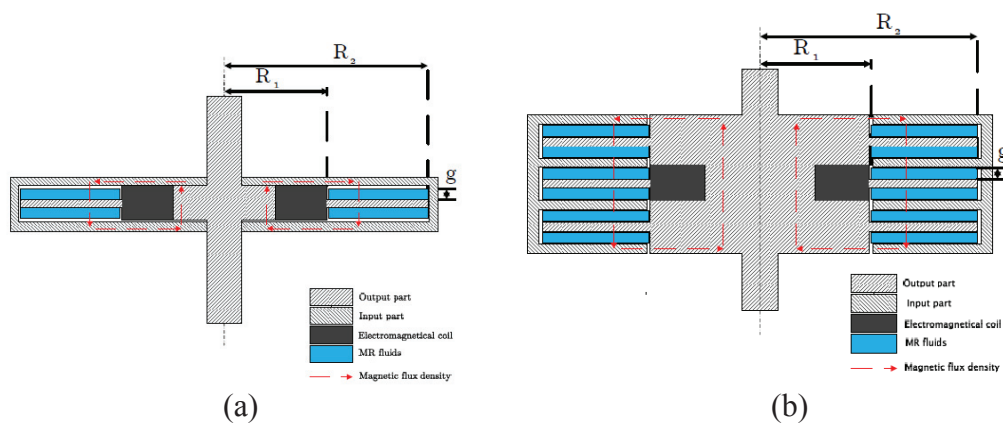 R2
R1
g
Output part
Input part
Electromagnetical coil
MR fluids
Magnetic flux density
(a)
R2
R1
g
Output part
Input part
Electromagnetical coil
MR fluids
Magnetic flux density
(b)